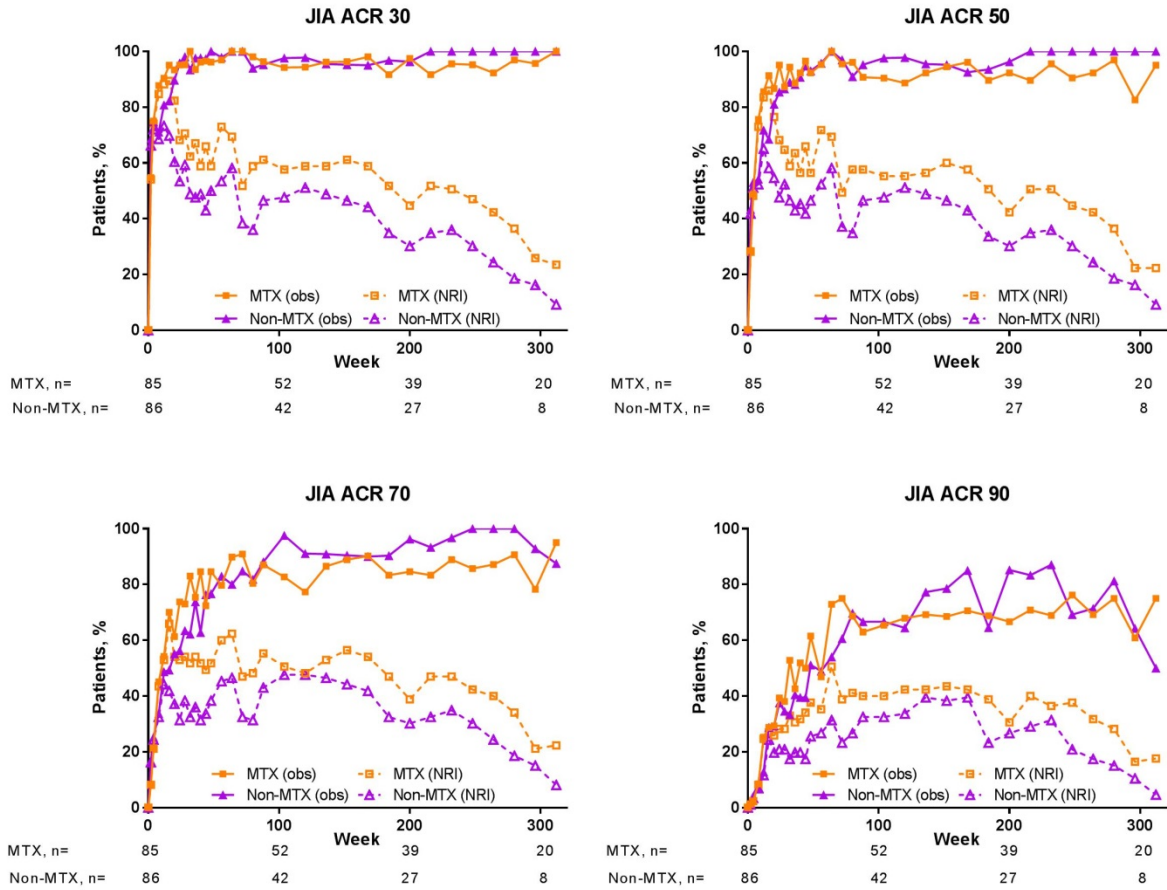 JIA ACR 30
Patients, %
100
80
60
40
20
0
MTX (obs) MTX (NRI)
Non-MTX (obs) Non-MTX (NRI)
0 100 200 300
Week
MTX, n= 85 52 39 20
Non-MTX, n= 86 42 27 8
JIA ACR 50
Patients, %
100
80
60
40
20
0
MTX (obs) MTX (NRI)
Non-MTX (obs) Non-MTX (NRI)
0 100 200 300
Week
MTX, n= 85 52 39 20
Non-MTX, n= 86 42 27 8
JIA ACR 70
Patients, %
100
80
60
40
20
0
MTX (obs) MTX (NRI)
Non-MTX (obs) Non-MTX (NRI)
0 100 200 300
Week
MTX, n= 85 52 39 20
Non-MTX, n= 86 42 27 8
JIA ACR 90
Patients, %
100
80
60
40
20
0
MTX (obs) MTX (NRI)
Non-MTX (obs) Non-MTX (NRI)
0 100 200 300
Week
MTX, n= 85 52 39 20
Non-MTX, n= 86 42 27 8